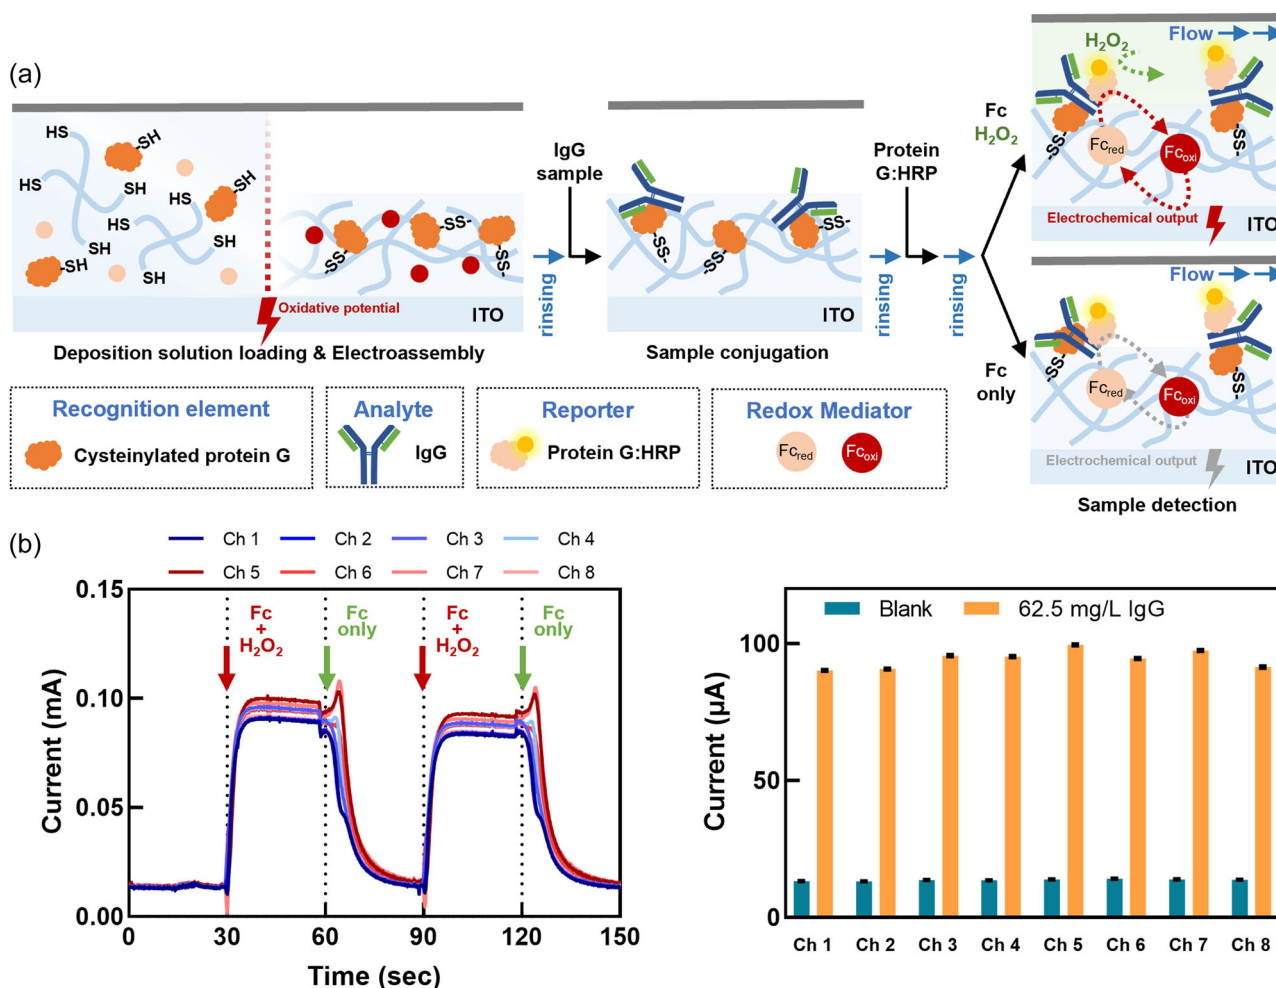 (a)
HS
-SH
HS
SH
HS
-SH
HS
SH
SH
SH
-SH
Oxidative potential
-SS-
-SS-
-SS-
ITO
Deposition solution loading & Electroassembly
rinsing
IgG
sample
-SS-
-SS-
-SS-
ITO
Sample conjugation
rinsing
Protein
G:HRP
rinsing
Fc
H₂O₂
Fc
only
H₂O₂
Flow
-SS-
-SS-
Fcred
Fcoxi
Electrochemical output
ITO
Flow
-SS-
-SS-
Fcred
Fcoxi
Electrochemical output
ITO
Sample detection
Recognition element
Cysteinylated protein G
Analyte
IgG
Reporter
Protein G:HRP
Redox Mediator
Fcred
Fcoxi
(b)
Ch 1 Ch 2 Ch 3 Ch 4
Ch 5 Ch 6 Ch 7 Ch 8
Current (mA)
0.15
0.10
0.05
0.00
Fc
+
H₂O₂
Fc
only
Fc
+
H₂O₂
Fc
only
0 30 60 90 120 150
Time (sec)
Blank 62.5 mg/L IgG
Current (µA)
100
50
0
Ch 1 Ch 2 Ch 3 Ch 4 Ch 5 Ch 6 Ch 7 Ch 8